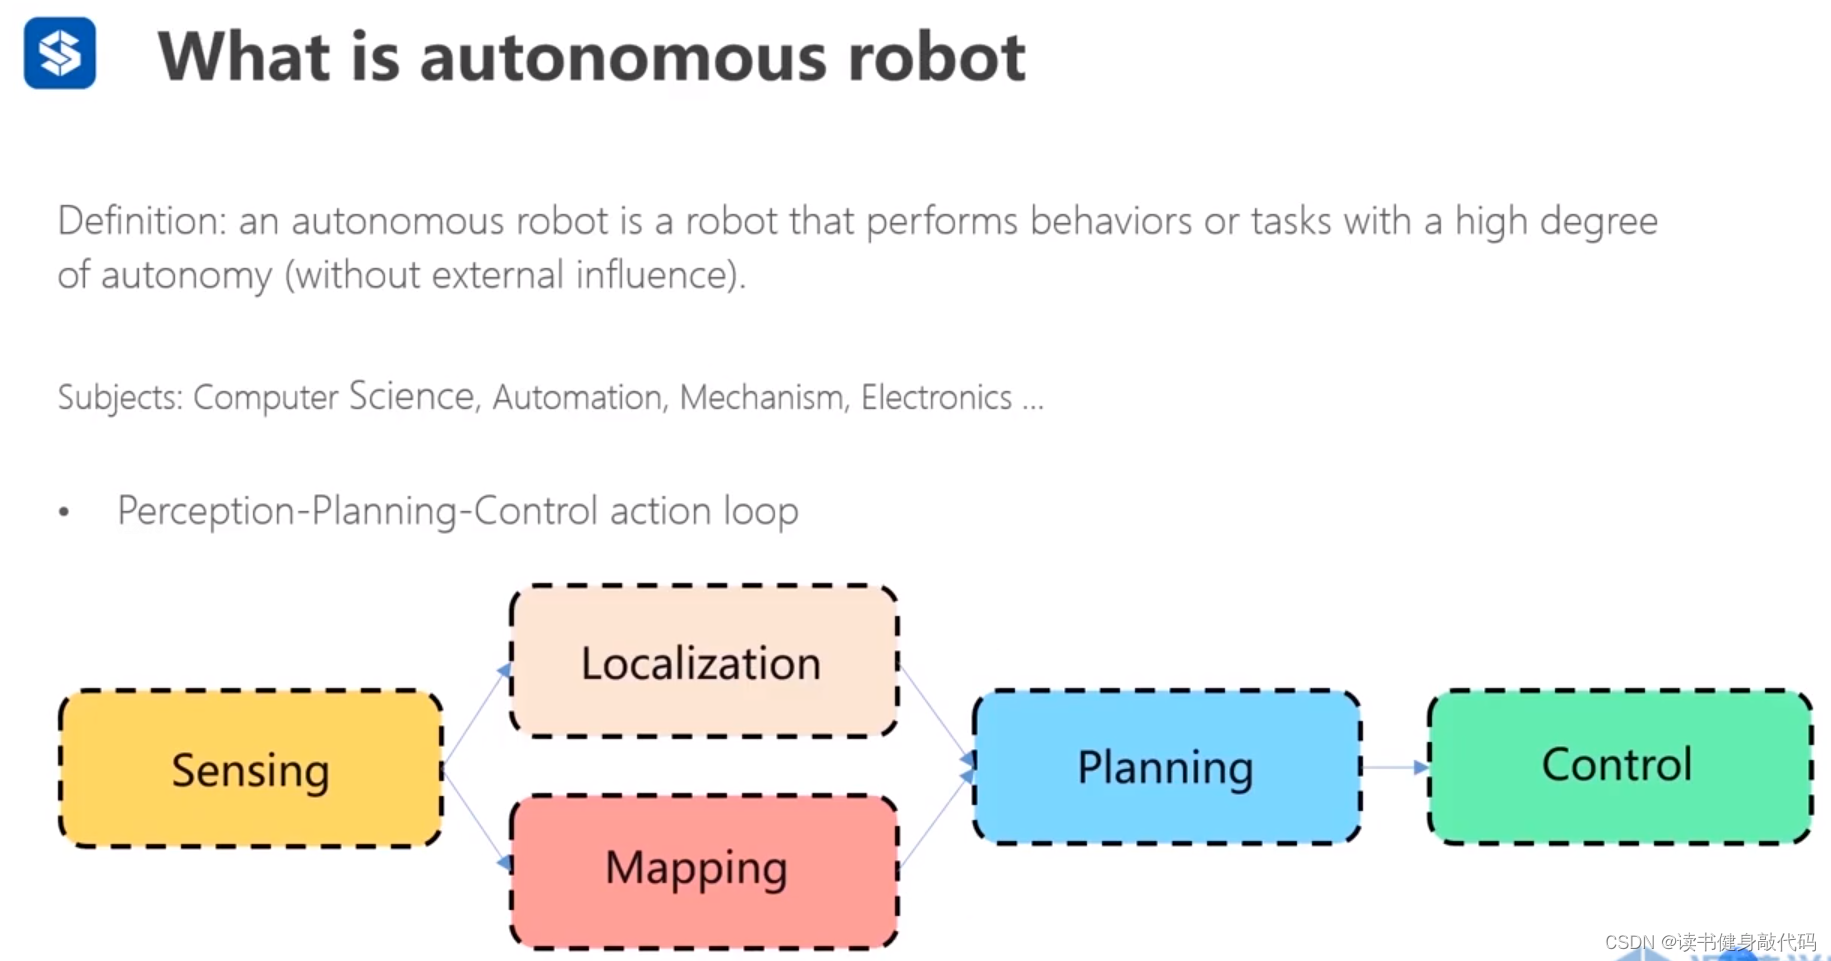 What is autonomous robot
Definition: an autonomous robot is a robot that performs behaviors or tasks with a high degree
of autonomy (without external influence).
Subjects: Computer Science, Automation, Mechanism, Electronics ...
• Perception-Planning-Control action loop
Localization
Sensing
Planning
Control
Mapping
CSDN @读书健身敲代码